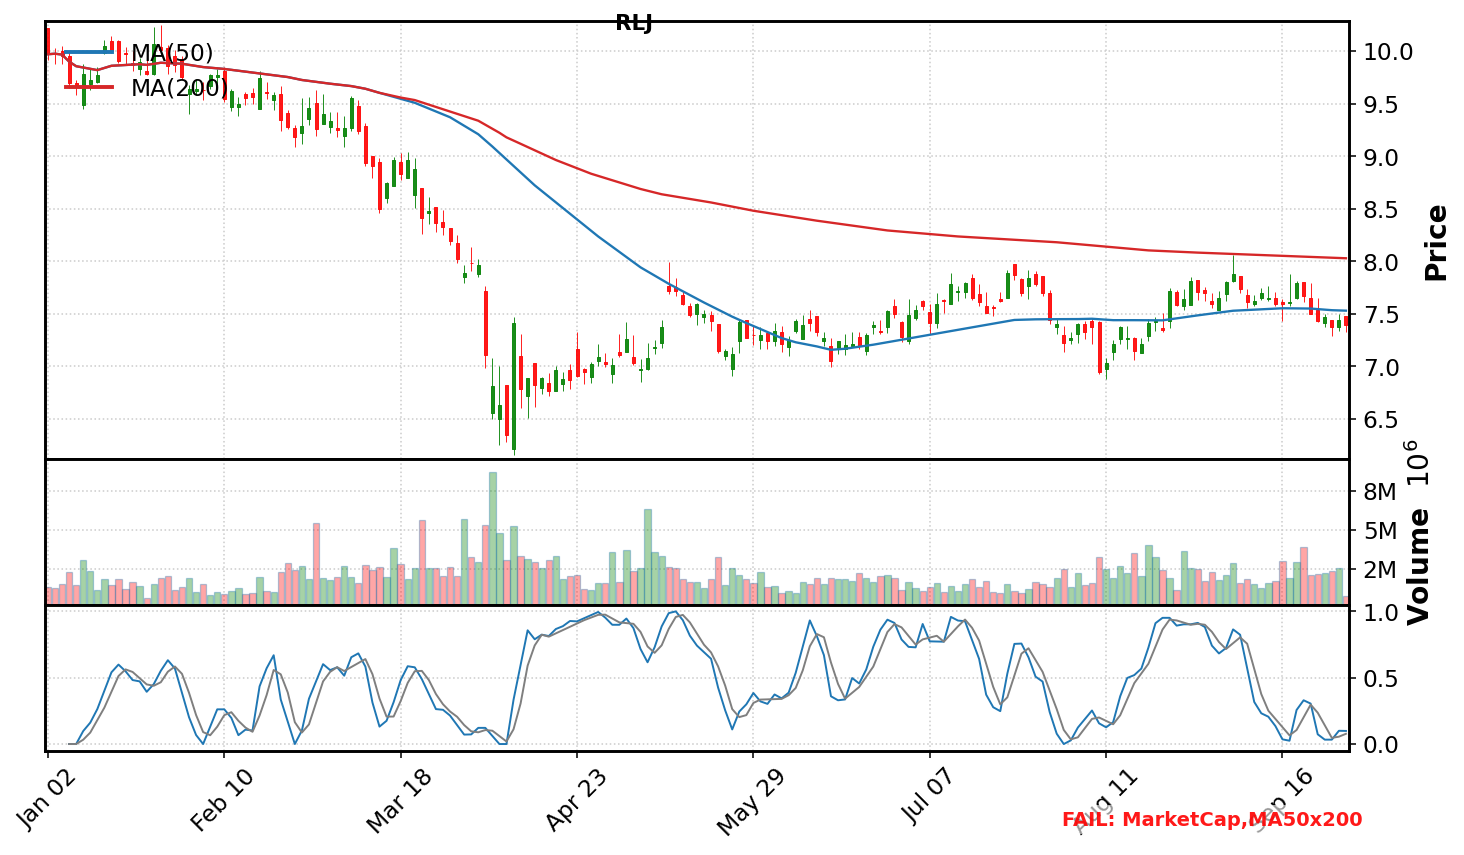 RLJ
MA(50)
MA(200)
10.0
9.5
9.0
8.5
8.0
7.5
7.0
6.5
Price
8M
5M
2M
Volume 10⁶
1.0
0.5
0.0
Jan 02
Feb 10
Mar 18
Apr 23
May 29
Jul 07
Aug 11
Sep 16
FAIL: MarketCap,MA50x200